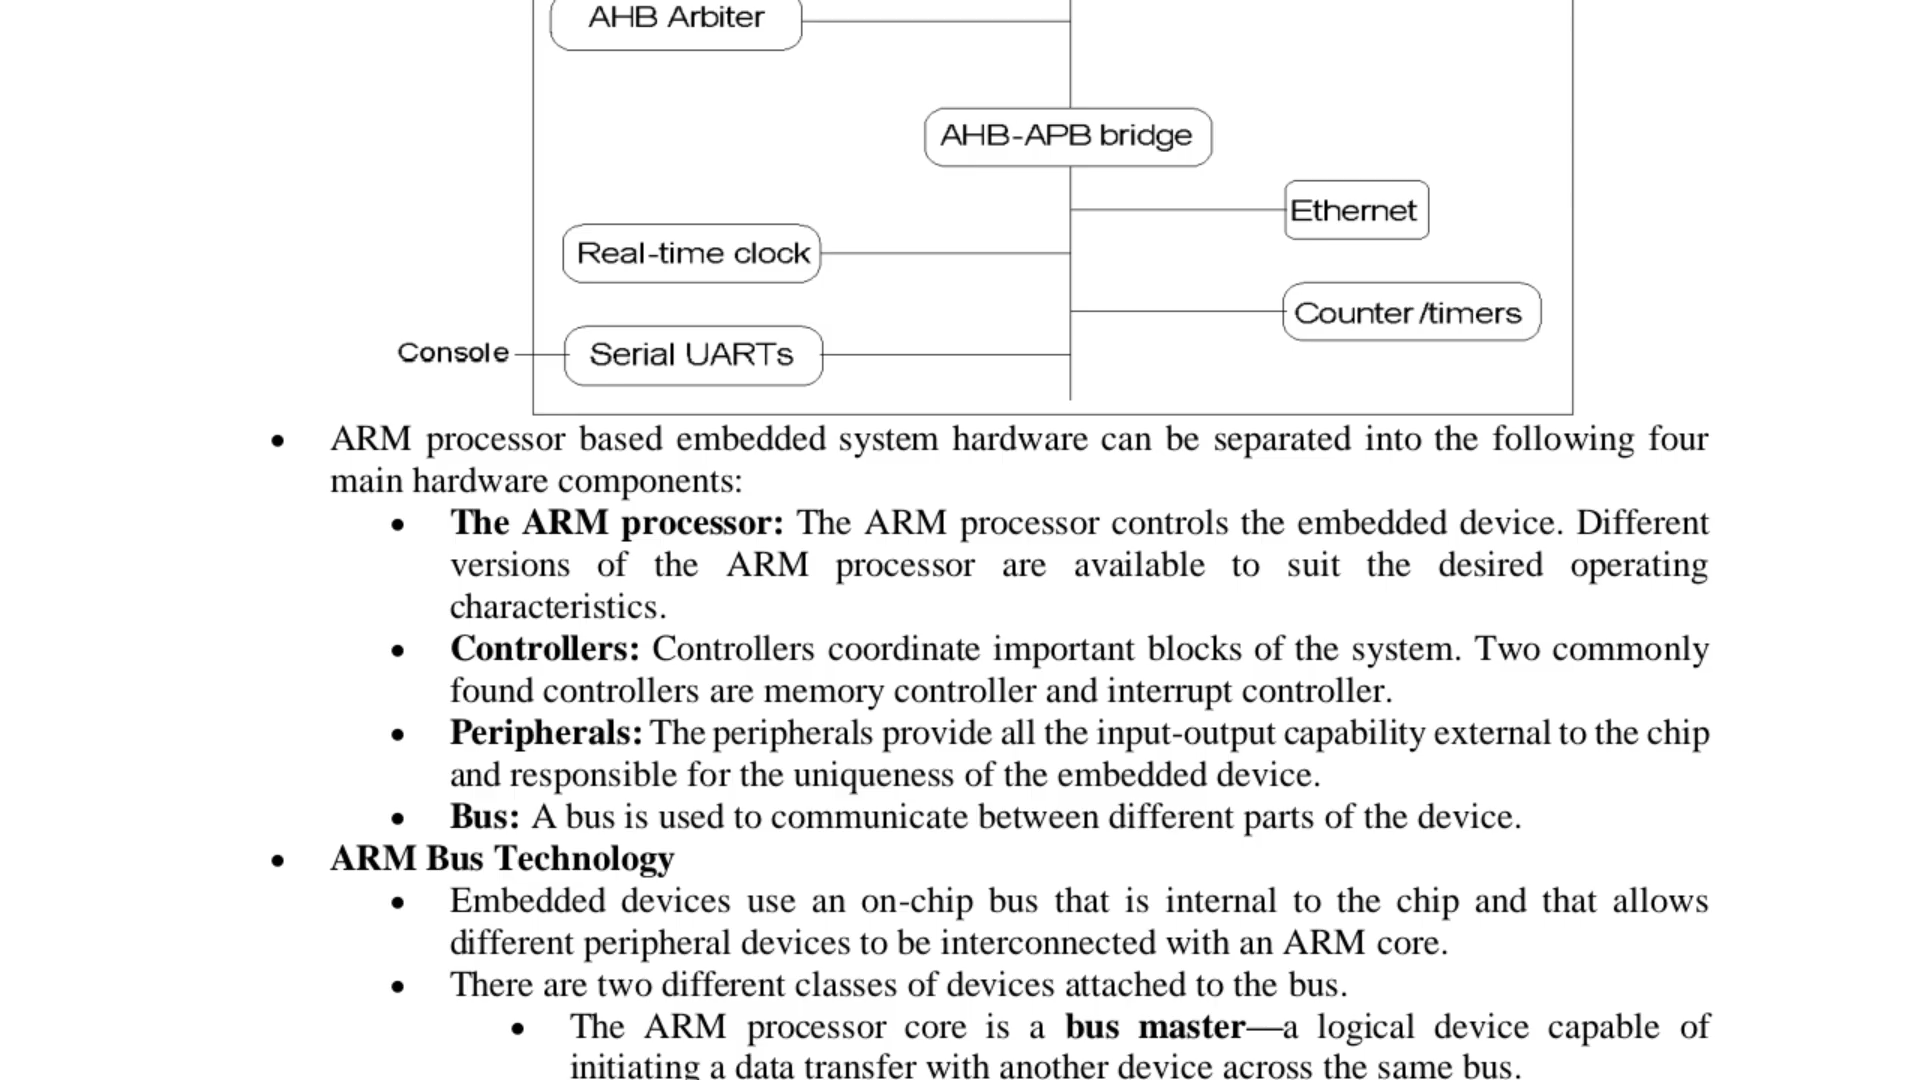 AHB Arbiter
AHB-APB bridge
Ethernet
Real-time clock
Counter /timers
Console
Serial UARTs
• ARM processor based embedded system hardware can be separated into the following four
main hardware components:
• The ARM processor: The ARM processor controls the embedded device. Different
versions of the ARM processor are available to suit the desired operating
characteristics.
• Controllers: Controllers coordinate important blocks of the system. Two commonly
found controllers are memory controller and interrupt controller.
• Peripherals: The peripherals provide all the input-output capability external to the chip
and responsible for the uniqueness of the embedded device.
• Bus: A bus is used to communicate between different parts of the device.
• ARM Bus Technology
• Embedded devices use an on-chip bus that is internal to the chip and that allows
different peripheral devices to be interconnected with an ARM core.
• There are two different classes of devices attached to the bus.
• The ARM processor core is a bus master—a logical device capable of
initiating a data transfer with another device across the same bus.